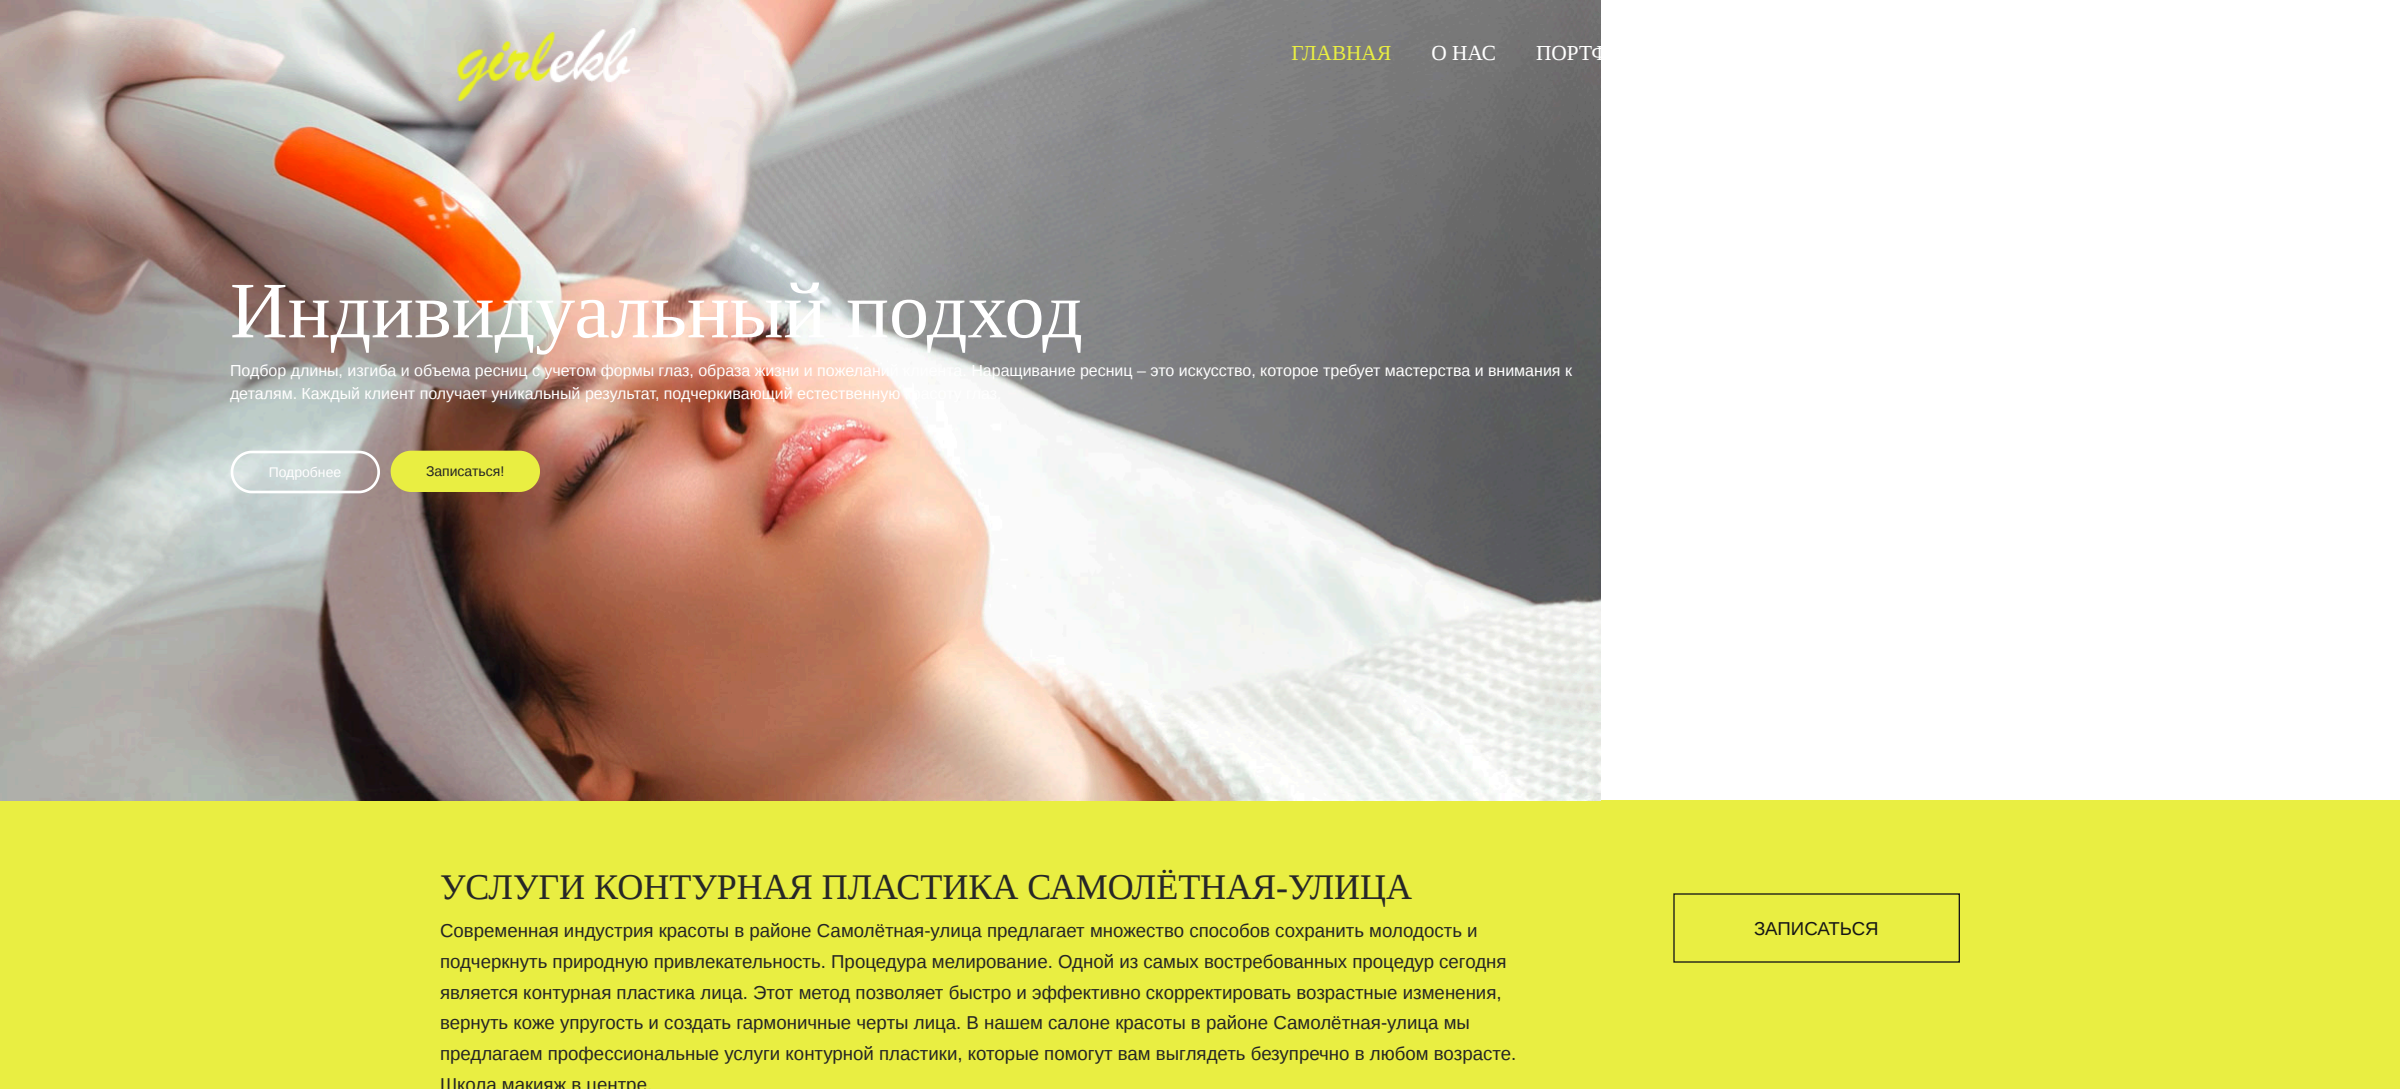 girlekb
ГЛАВНАЯ О НАС ПОРТФ
Индивидуальный подход
Подбор длины, изгиба и объема ресниц с учетом формы глаз, образа жизни и пожеланий клиента. Наращивание ресниц – это искусство, которое требует мастерства и внимания к
деталям. Каждый клиент получает уникальный результат, подчеркивающий естественную
Подробнее
Записаться!
УСЛУГИ КОНТУРНАЯ ПЛАСТИКА САМОЛЁТНАЯ-УЛИЦА
Современная индустрия красоты в районе Самолётная-улица предлагает множество способов сохранить молодость и
подчеркнуть природную привлекательность. Процедура мелирование. Одной из самых востребованных процедур сегодня
является контурная пластика лица. Этот метод позволяет быстро и эффективно скорректировать возрастные изменения,
вернуть коже упругость и создать гармоничные черты лица. В нашем салоне красоты в районе Самолётная-улица мы
предлагаем профессиональные услуги контурной пластики, которые помогут вам выглядеть безупречно в любом возрасте.
Школа макияж в центре
ЗАПИСАТЬСЯ